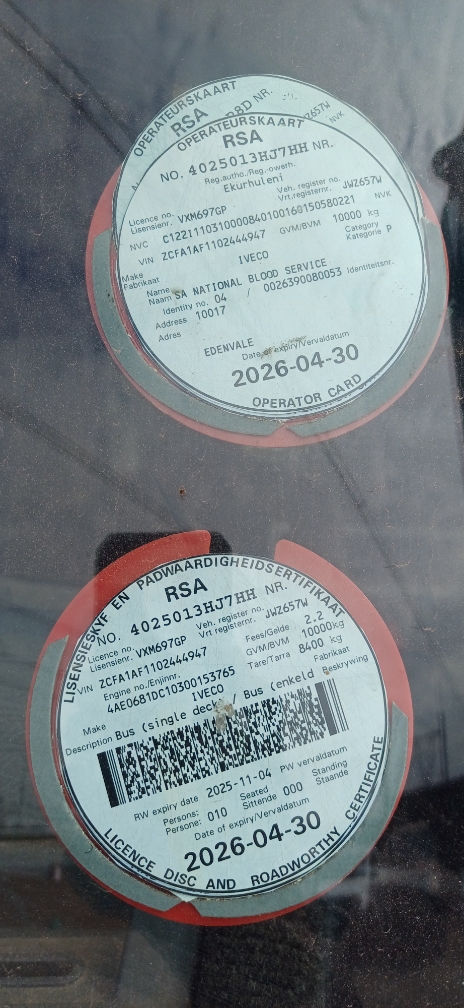 OPERATEURSKAART
RSA
NR.
JWZ657W
NVK
OPERATEURSKAART
RSA
NO. 4025013HJ7HH NR.
Reg.autho./Reg.-owerh.
Ekurhuleni
Licence no. Veh. register no.
Lisensienr. VXM697GP Vrt.registernr. JWZ657W
NVC C122I11031000084010016Q150580221 NVK
VIN ZCFA1AF1102444947 GVM/BVM 10000 kg
Make Category
Fabrikaat IVECO Kategorie P
Name
Naam SA NATIONAL BLOOD SERVICE
Identity no. 04 / 0026390080053 Identiteitsnr.
Address 10017
Adres
EDENVALE
Date of expiry/Vervaldatum
2026-04-30
OPERATOR CARD
LISENSIESKYF EN PADWAARDIGHEIDSERTIFIKAAT
RSA
NO. 4025013HJ7HH NR.
Licence no. Veh. register no.
Lisensienr. VXM697GP Vrt registernr. JWZ657W
VIN ZCFA1AF1102444947 Fees/Gelde 2.2
Engine no./Enjinnr. GVM/BVM 10000kg
4AE0681DC10300153765 Tare/Tarra 8400 kg
Make IVECO Fabrikaat
Description Bus (single deck) / Bus (enkeld Beskrywing
RW expiry date 2025-11-04 PW vervaldatum
Persons: 010 Seated 000 Standing
Persone: Sittende Staande
Date of expiry/Vervaldatum
2026-04-30
LICENCE DISC AND ROADWORTHY CERTIFICATE